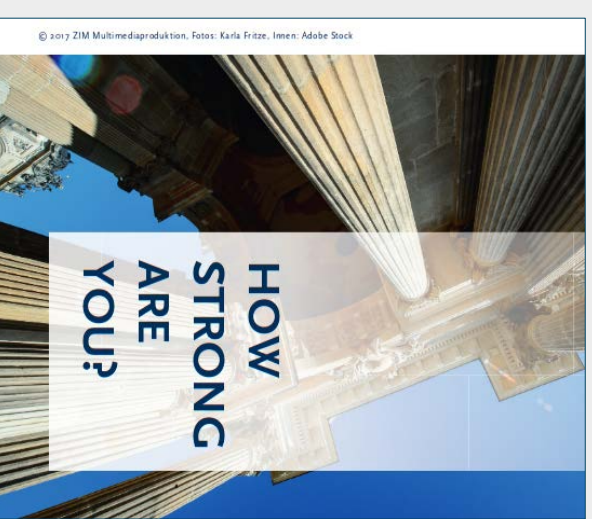 © 2017 ZIM Multimediaproduktion, Fotos: Karla Fritze, Innen: Adobe Stock
HOW
STRONG
ARE
YOU?